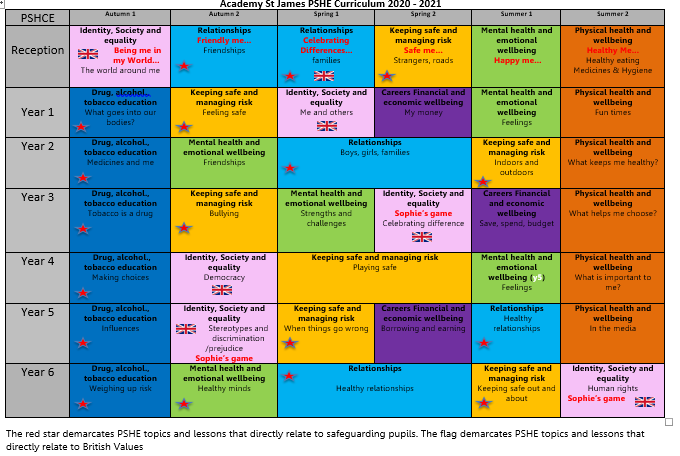 Academy St James PSHE Curriculum 2020 - 2021
PSHCE
Autumn 1
Autumn 2
Spring 1
Spring 2
Summer 1
Summer 2
Reception
Identity, Society and
equality
Being me in
my World...
The world around me
Relationships
Friendly me...
Friendships
Relationships
Celebrating
Differences...
families
Keeping safe and
managing risk
Safe me...
Strangers, roads
Mental health and
emotional
wellbeing
Happy me...
Physical health and
wellbeing
Healthy Me...
Healthy eating
Medicines & Hygiene
Year 1
Drug, alcohol,
tobacco education
What goes into our
bodies?
Keeping safe and
managing risk
Feeling safe
Identity, Society and
equality
Me and others
Careers Financial and
economic wellbeing
My money
Mental health and
emotional
wellbeing
Feelings
Physical health and
wellbeing
Fun times
Year 2
Drug, alcohol.,
tobacco education
Medicines and me
Mental health and
emotional wellbeing
Friendships
Relationships
Boys, girls, families
Keeping safe and
managing risk
Indoors and
outdoors
Physical health and
wellbeing
What keeps me healthy?
Year 3
Drug, alcohol.,
tobacco education
Tobacco is a drug
Keeping safe and
managing risk
Bullying
Mental health and
emotional wellbeing
Strengths and
challenges
Identity, Society and
equality
Sophie's game
Celebrating difference
Careers Financial
and economic
wellbeing
Save, spend, budget
Physical health and
wellbeing
What helps me choose?
Year 4
Drug, alcohol.,
tobacco education
Making choices
Identity, Society and
equality
Democracy
Keeping safe and managing risk
Playing safe
Mental health and
emotional
wellbeing (y5)
Feelings
Physical health and
wellbeing
What is important to
me?
Year 5
Drug, alcohol.,
tobacco education
Influences
Identity, Society and
equality
Stereotypes and
discrimination
/prejudice
Sophie's game
Keeping safe and
managing risk
When things go wrong
Careers Financial and
economic wellbeing
Borrowing and earning
Relationships
Healthy
relationships
Physical health and
wellbeing
In the media
Year 6
Drug, alcohol.,
tobacco education
Weighing up risk
Mental health and
emotional wellbeing
Healthy minds
Relationships
Healthy relationships
Keeping safe and
managing risk
Keeping safe out and
about
Identity, Society and
equality
Human rights
Sophie's game
The red star demarcates PSHE topics and lessons that directly relate to safeguarding pupils. The flag demarcates PSHE topics and lessons that
directly relate to British Values